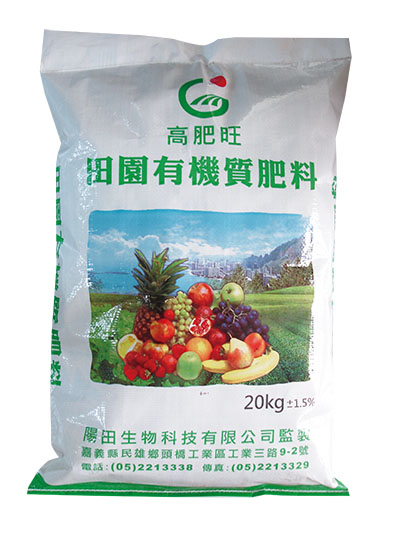 高肥旺
田園有機質肥料
20kg±1.5%
陽田生物科技有限公司監製
嘉義縣民雄鄉頭橋工業區工業三路9-2號
電話:(05)2213338 傳真:(05)2213329